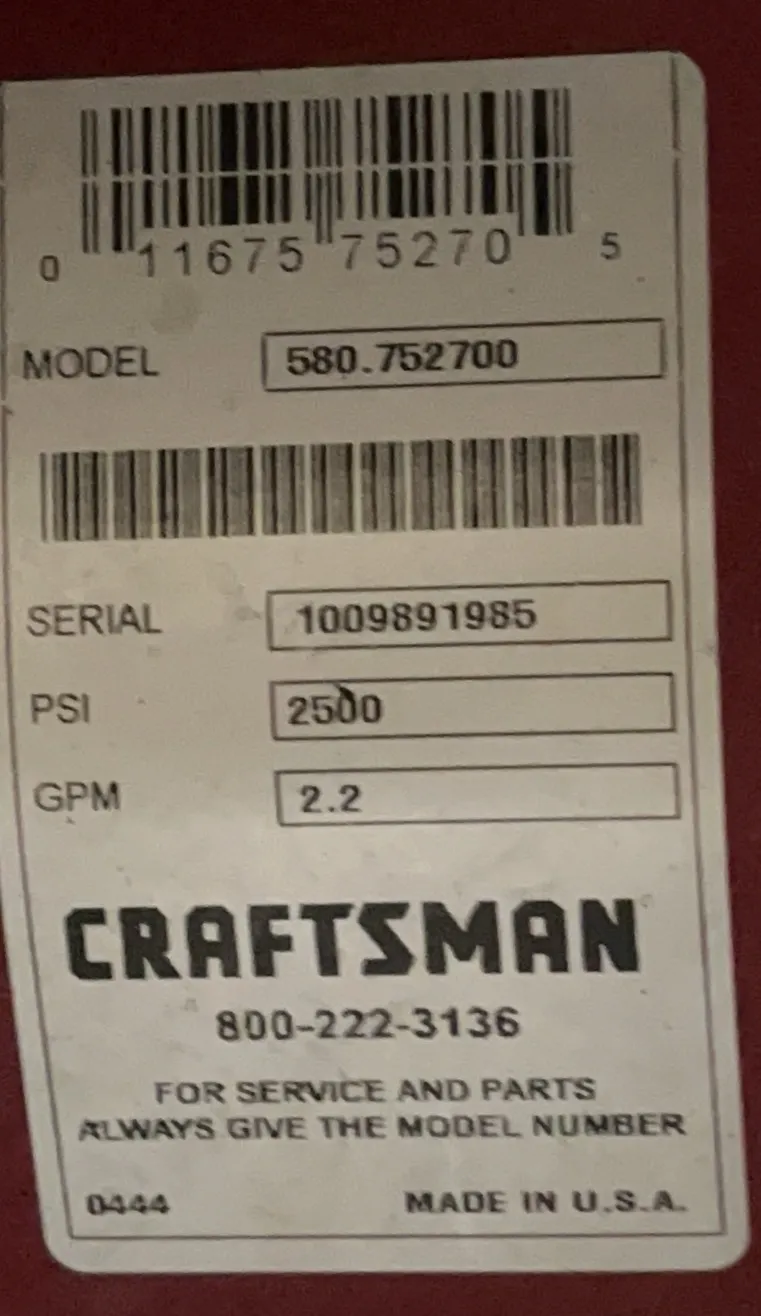 0 11675 75270 5
MODEL 580.752700
SERIAL 1009891985
PSI 2500
GPM 2.2
CRAFTSMAN
800-222-3136
FOR SERVICE AND PARTS
ALWAYS GIVE THE MODEL NUMBER
0444 MADE IN U.S.A.